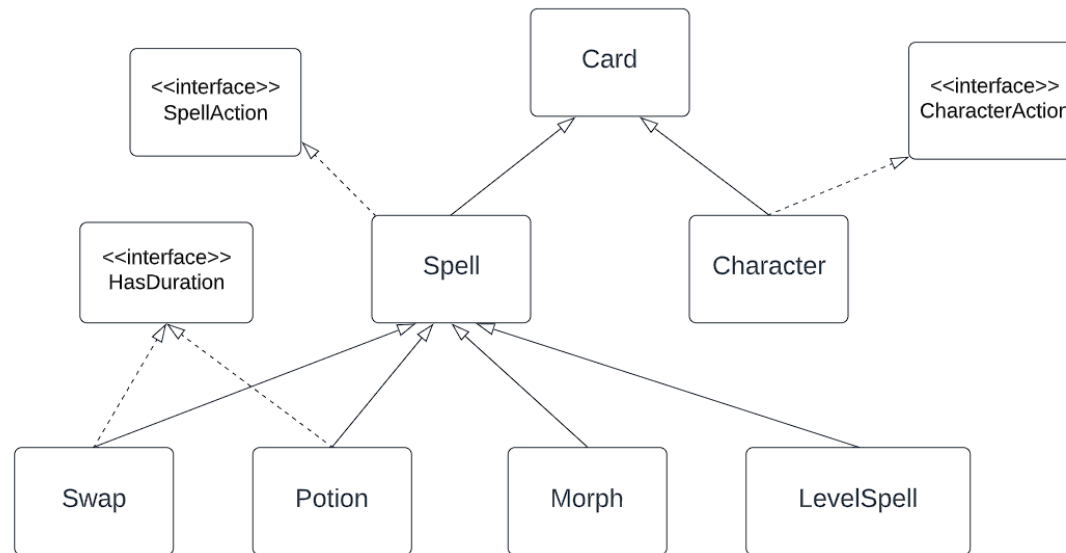 Card
<<interface>>
SpellAction
<<interface>>
CharacterAction
<<interface>>
HasDuration
Spell
Character
Swap
Potion
Morph
LevelSpell